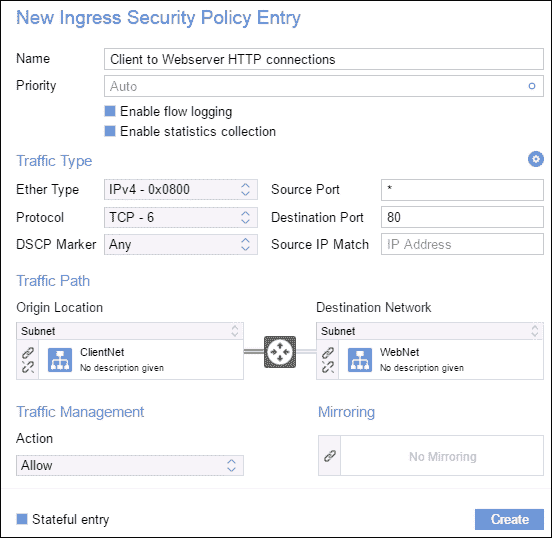 New Ingress Security Policy Entry
Name Client to Webserver HTTP connections
Priority Auto
Enable flow logging
Enable statistics collection
Traffic Type
Ether Type IPv4 - 0x0800 Source Port *
Protocol TCP - 6 Destination Port 80
DSCP Marker Any Source IP Match IP Address
Traffic Path
Origin Location Destination Network
Subnet Subnet
ClientNet WebNet
No description given No description given
Traffic Management Mirroring
Action
No Mirroring
Allow
Stateful entry Create